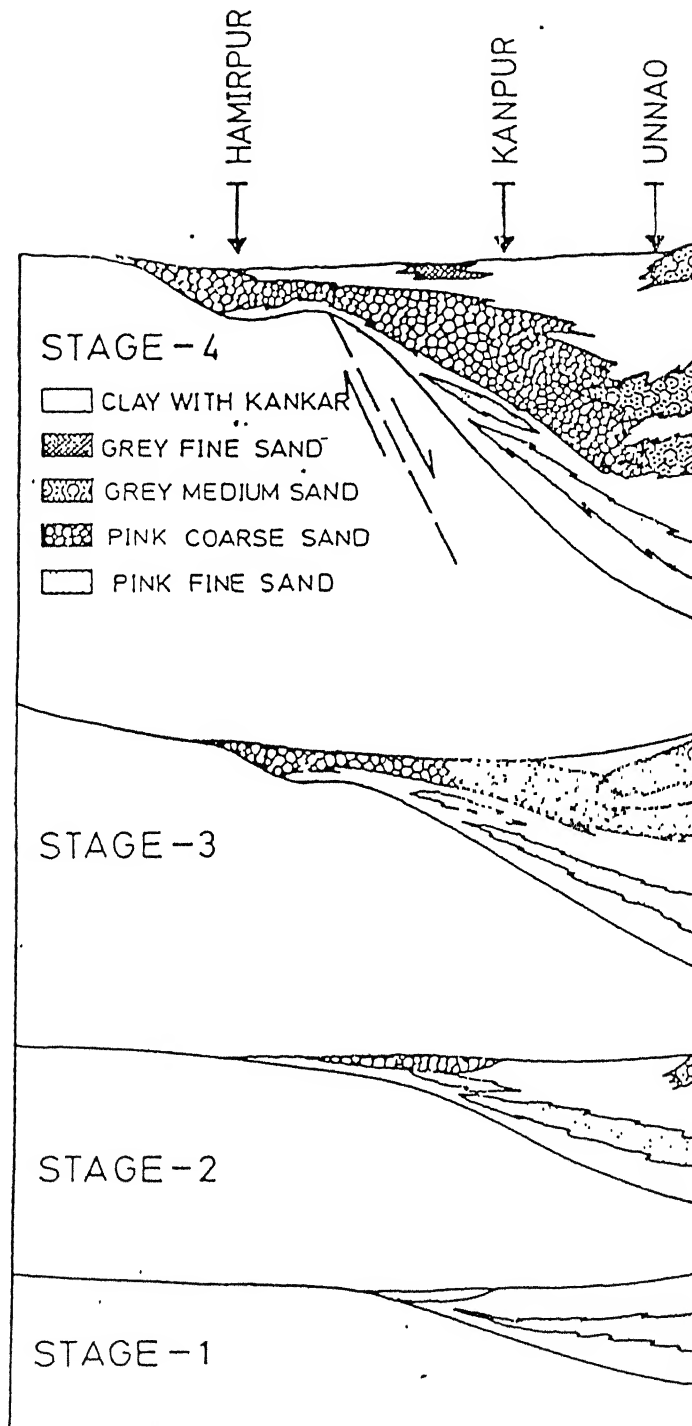 HAMIRPUR
KANPUR
UNNAO
STAGE-4
CLAY WITH KANKAR
GREY FINE SAND
GREY MEDIUM SAND
PINK COARSE SAND
PINK FINE SAND
STAGE-3
STAGE-2
STAGE-1